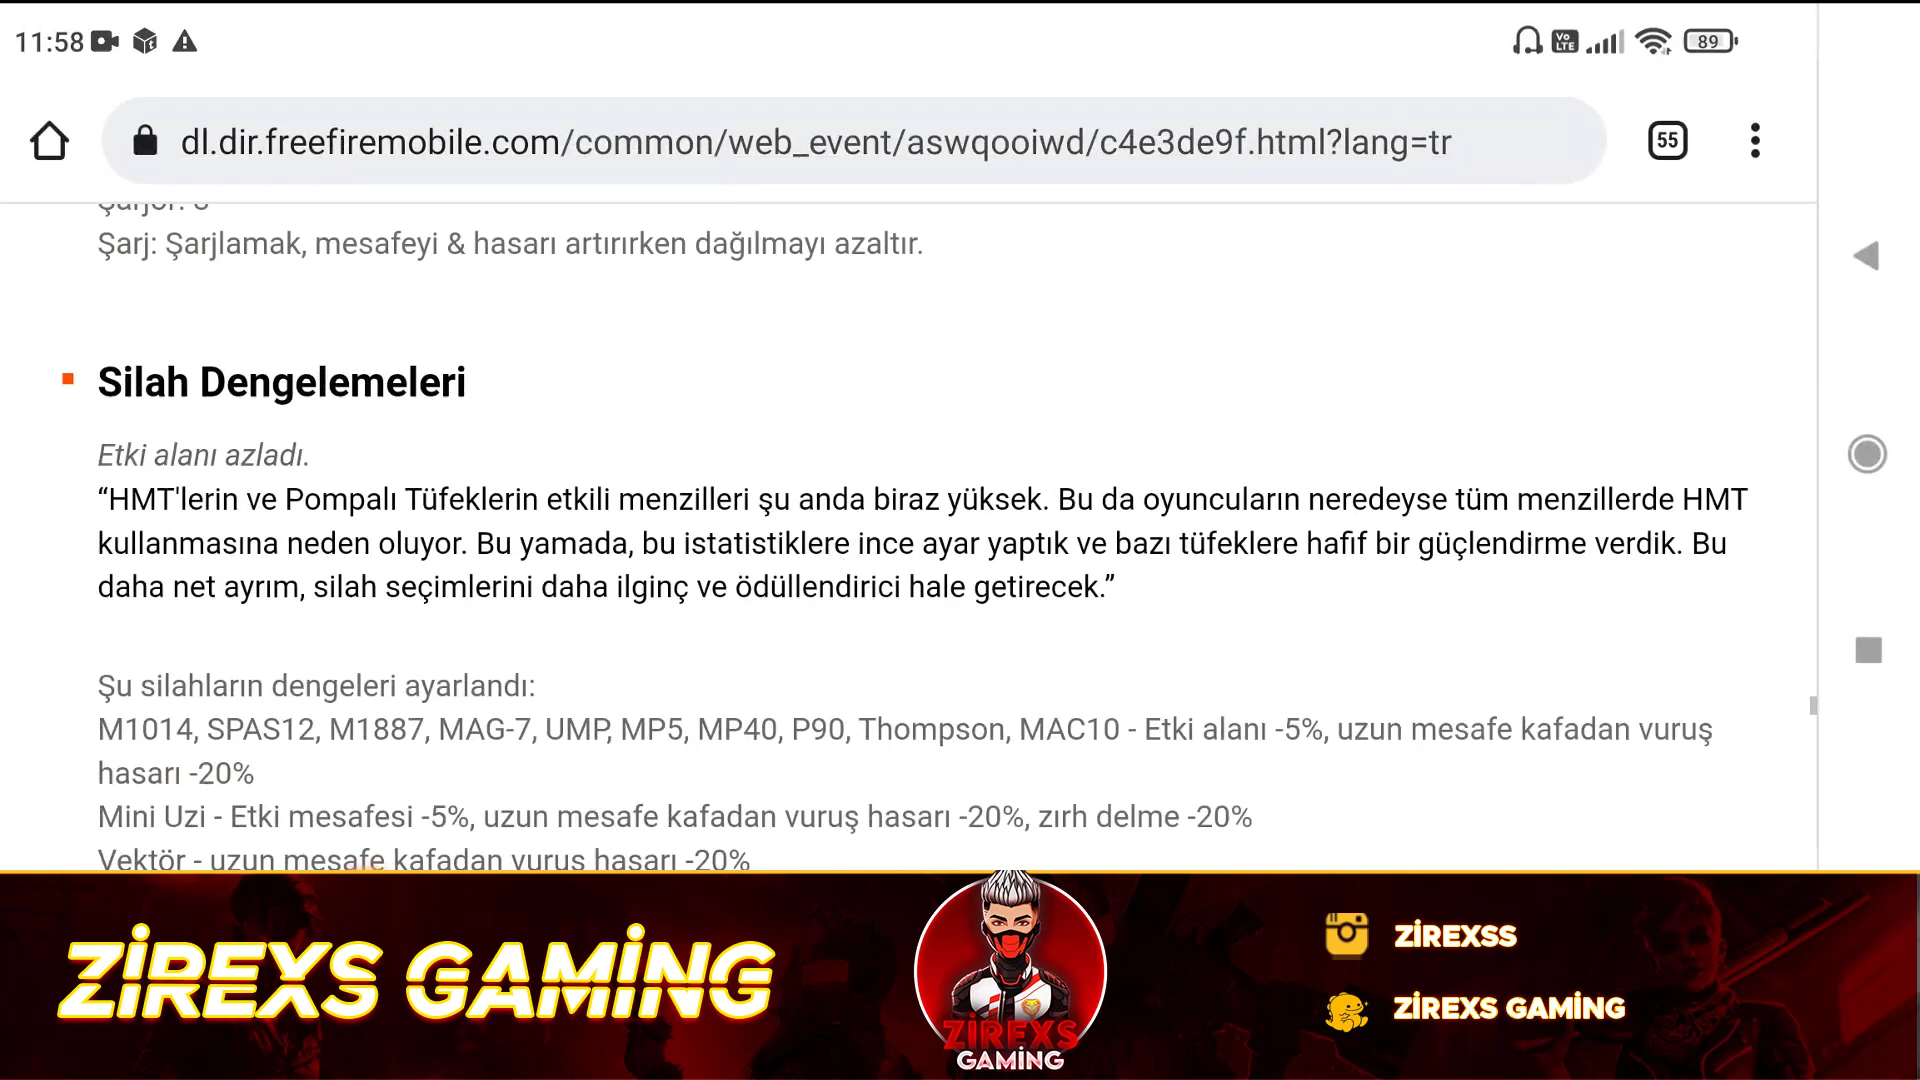 11:58
Vo LTE
89
dl.dir.freefiremobile.com/common/web_event/aswqooiwd/c4e3de9f.html?lang=tr
55
Şarj: Şarjlamak, mesafeyi & hasarı artırırken dağılmayı azaltır.
Silah Dengelemeleri
Etki alanı azladı.
“HMT'lerin ve Pompalı Tüfeklerin etkili menzilleri şu anda biraz yüksek. Bu da oyuncuların neredeyse tüm menzillerde HMT
kullanmasına neden oluyor. Bu yamada, bu istatistiklere ince ayar yaptık ve bazı tüfeklere hafif bir güçlendirme verdik. Bu
daha net ayrım, silah seçimlerini daha ilginç ve ödüllendirici hale getirecek.”
Şu silahların dengeleri ayarlandı:
M1014, SPAS12, M1887, MAG-7, UMP, MP5, MP40, P90, Thompson, MAC10 - Etki alanı -5%, uzun mesafe kafadan vuruş
hasarı -20%
Mini Uzi - Etki mesafesi -5%, uzun mesafe kafadan vuruş hasarı -20%, zırh delme -20%
Vektör - uzun mesafe kafadan vuruş hasarı -20%
ZİREXS GAMİNG
ZİREXS
GAMİNG
ZİREXSS
ZİREXS GAMİNG